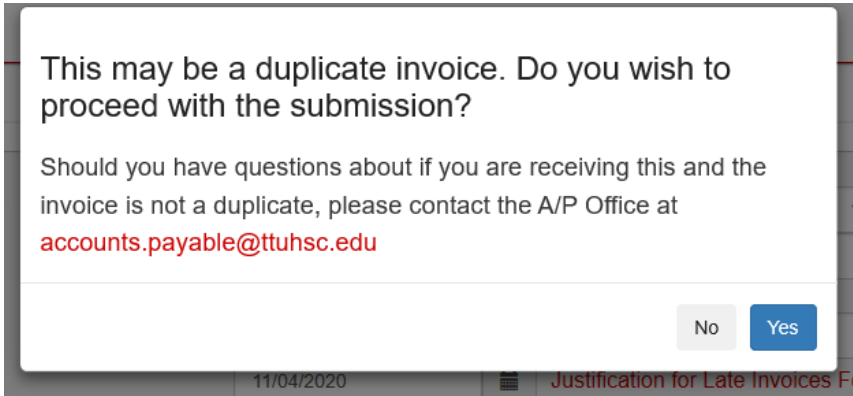 This may be a duplicate invoice. Do you wish to
proceed with the submission?
Should you have questions about if you are receiving this and the
invoice is not a duplicate, please contact the A/P Office at
accounts.payable@ttuhsc.edu
No
Yes
11/04/2020
Justification for Late Invoices F